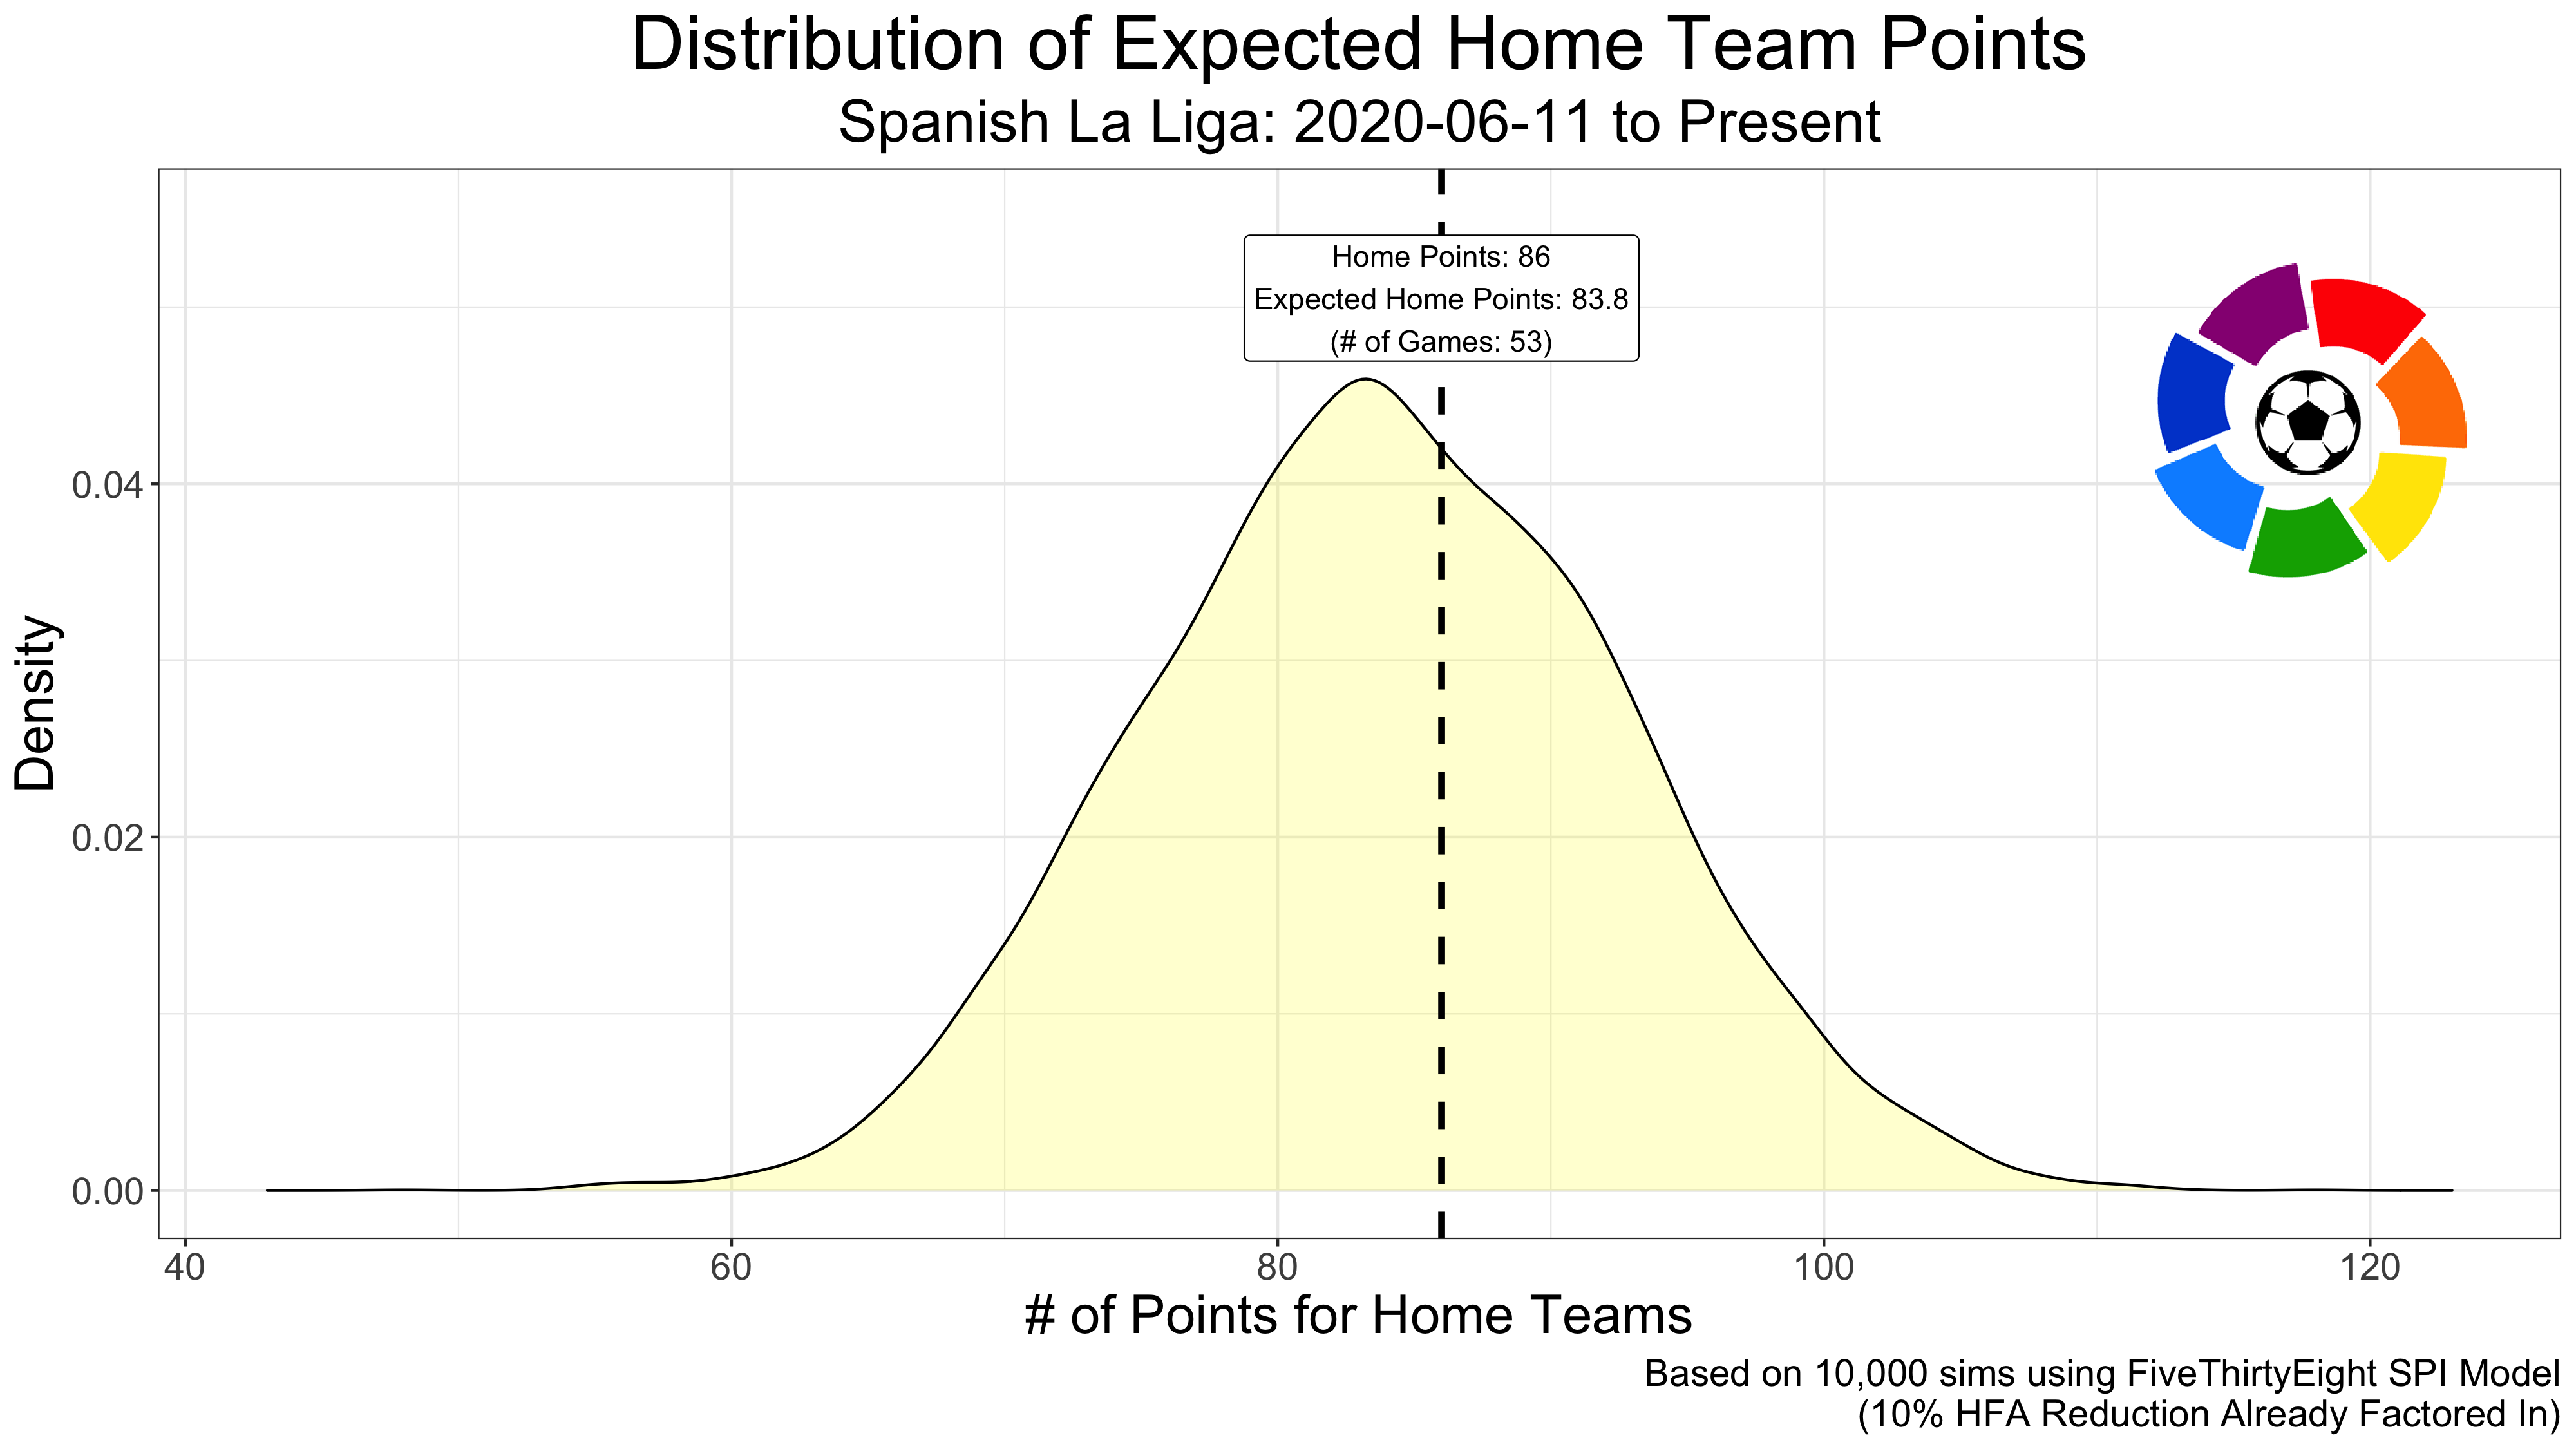 Distribution of Expected Home Team Points
Spanish La Liga: 2020-06-11 to Present
Home Points: 86
Expected Home Points: 83.8
(# of Games: 53)
Density
0.04
0.02
0.00
40 60 80 100 120
# of Points for Home Teams
Based on 10,000 sims using FiveThirtyEight SPI Model
(10% HFA Reduction Already Factored In)